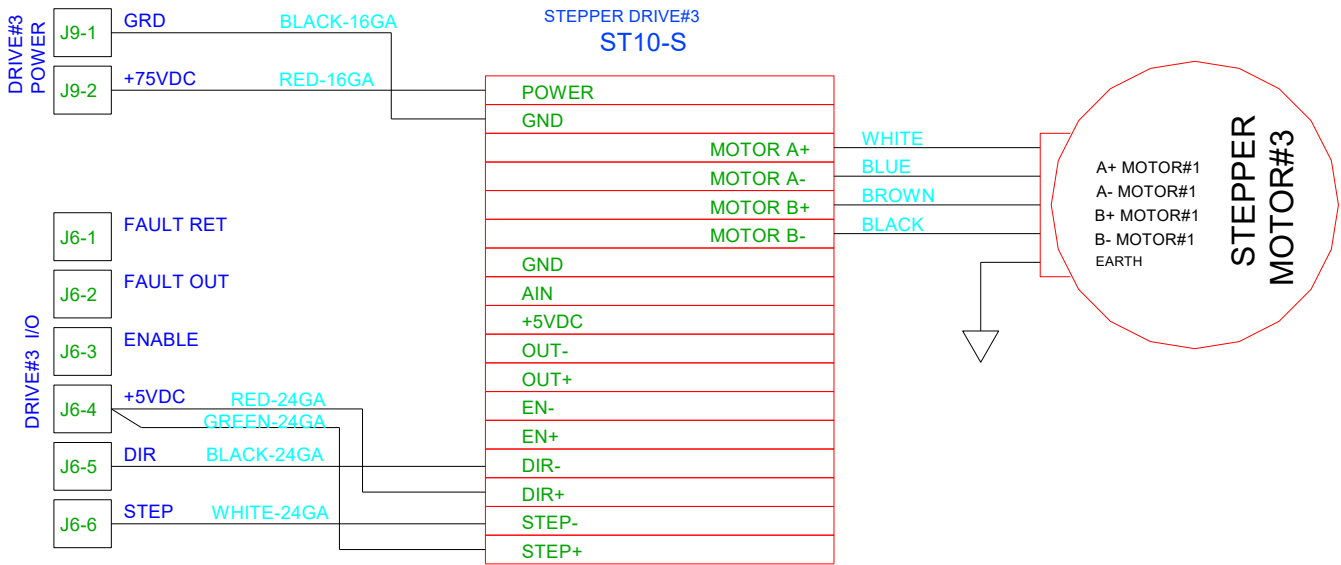 STEPPER DRIVE#3
ST10-S
DRIVE#3
POWER
J9-1
GRD
BLACK-16GA
J9-2
+75VDC
RED-16GA
DRIVE#3 I/O
J6-1
FAULT RET
J6-2
FAULT OUT
J6-3
ENABLE
J6-4
+5VDC
RED-24GA
GREEN-24GA
J6-5
DIR
BLACK-24GA
J6-6
STEP
WHITE-24GA
POWER
GND
MOTOR A+
MOTOR A-
MOTOR B+
MOTOR B-
GND
AIN
+5VDC
OUT-
OUT+
EN-
EN+
DIR-
DIR+
STEP-
STEP+
WHITE
BLUE
BROWN
BLACK
A+ MOTOR#1
A- MOTOR#1
B+ MOTOR#1
B- MOTOR#1
EARTH
STEPPER
MOTOR#3